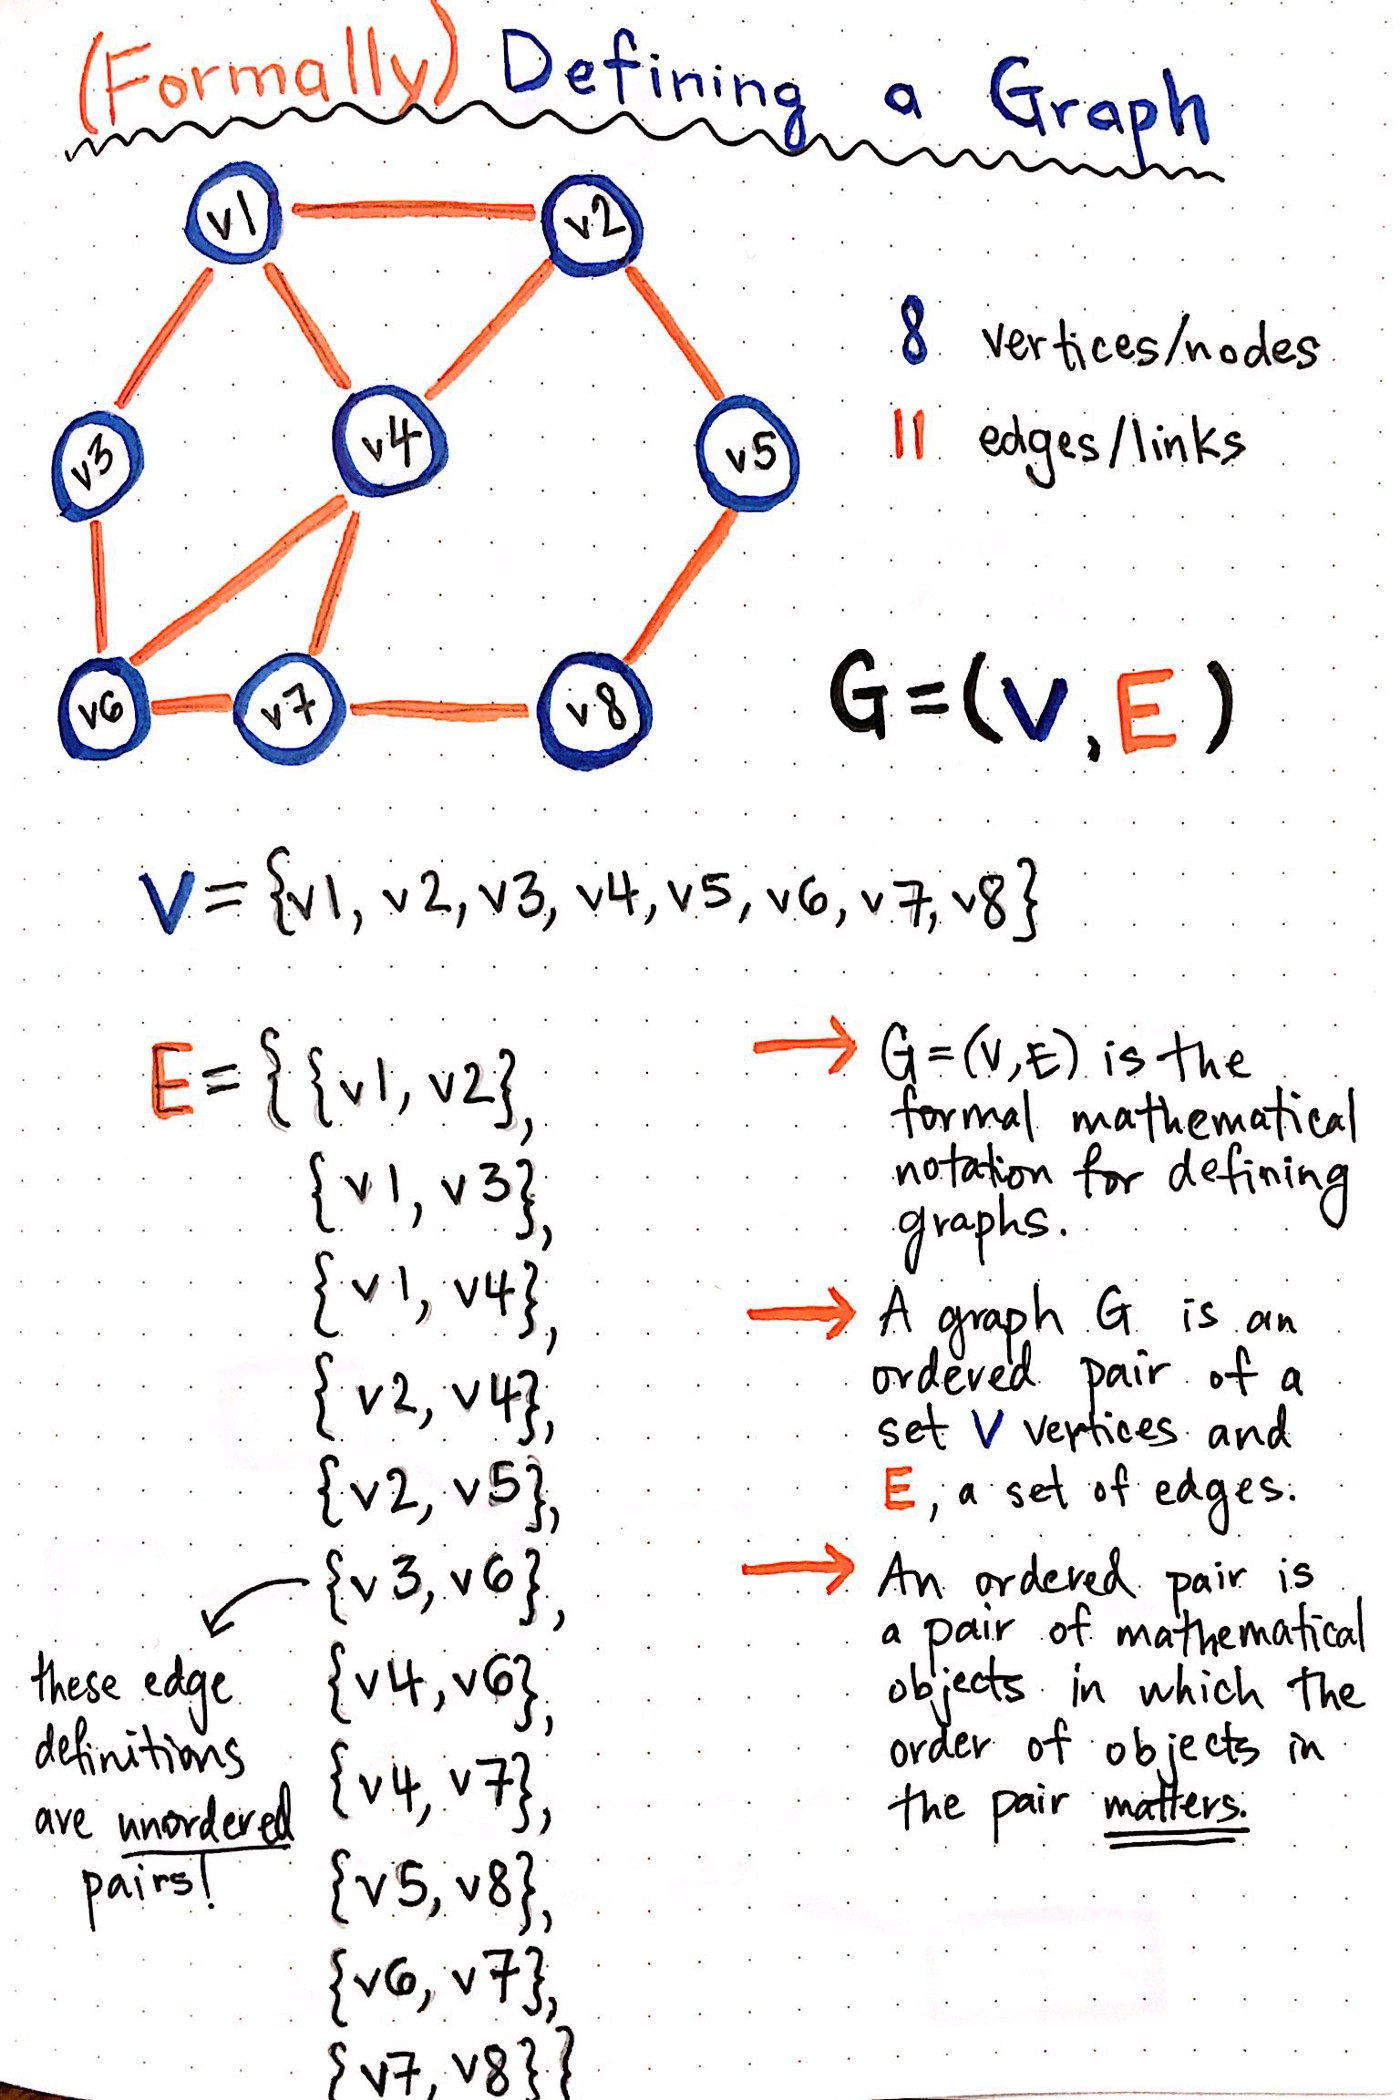 (Formally) Defining a Graph
v1
v2
v3
v4
v5
v6
v7
v8
8 vertices/nodes
11 edges/links
G=(V,E)
V={v1, v2, v3, v4, v5, v6, v7, v8}
E={ {v1, v2},
{v1, v3},
{v1, v4},
{v2, v4},
{v2, v5},
{v3, v6},
{v4, v6},
{v4, v7},
{v5, v8},
{v6, v7},
{v7, v8}}
these edge
definitions
are unordered
pairs!
→ G=(V,E) is the
formal mathematical
notation for defining
graphs.
→ A graph G is an
ordered pair of a
set V vertices and
E, a set of edges.
→ An ordered pair is
a pair of mathematical
objects in which the
order of objects in
the pair matters.